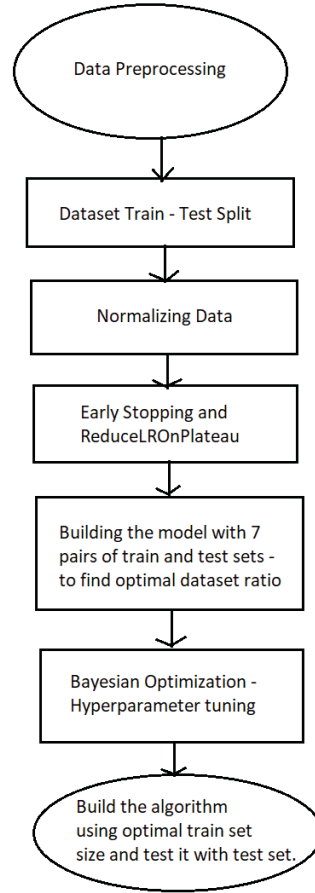 Data Preprocessing
Dataset Train - Test Split
Normalizing Data
Early Stopping and
ReduceLROnPlateau
Building the model with 7
pairs of train and test sets -
to find optimal dataset ratio
Bayesian Optimization -
Hyperparameter tuning
Build the algorithm
using optimal train set
size and test it with test set.